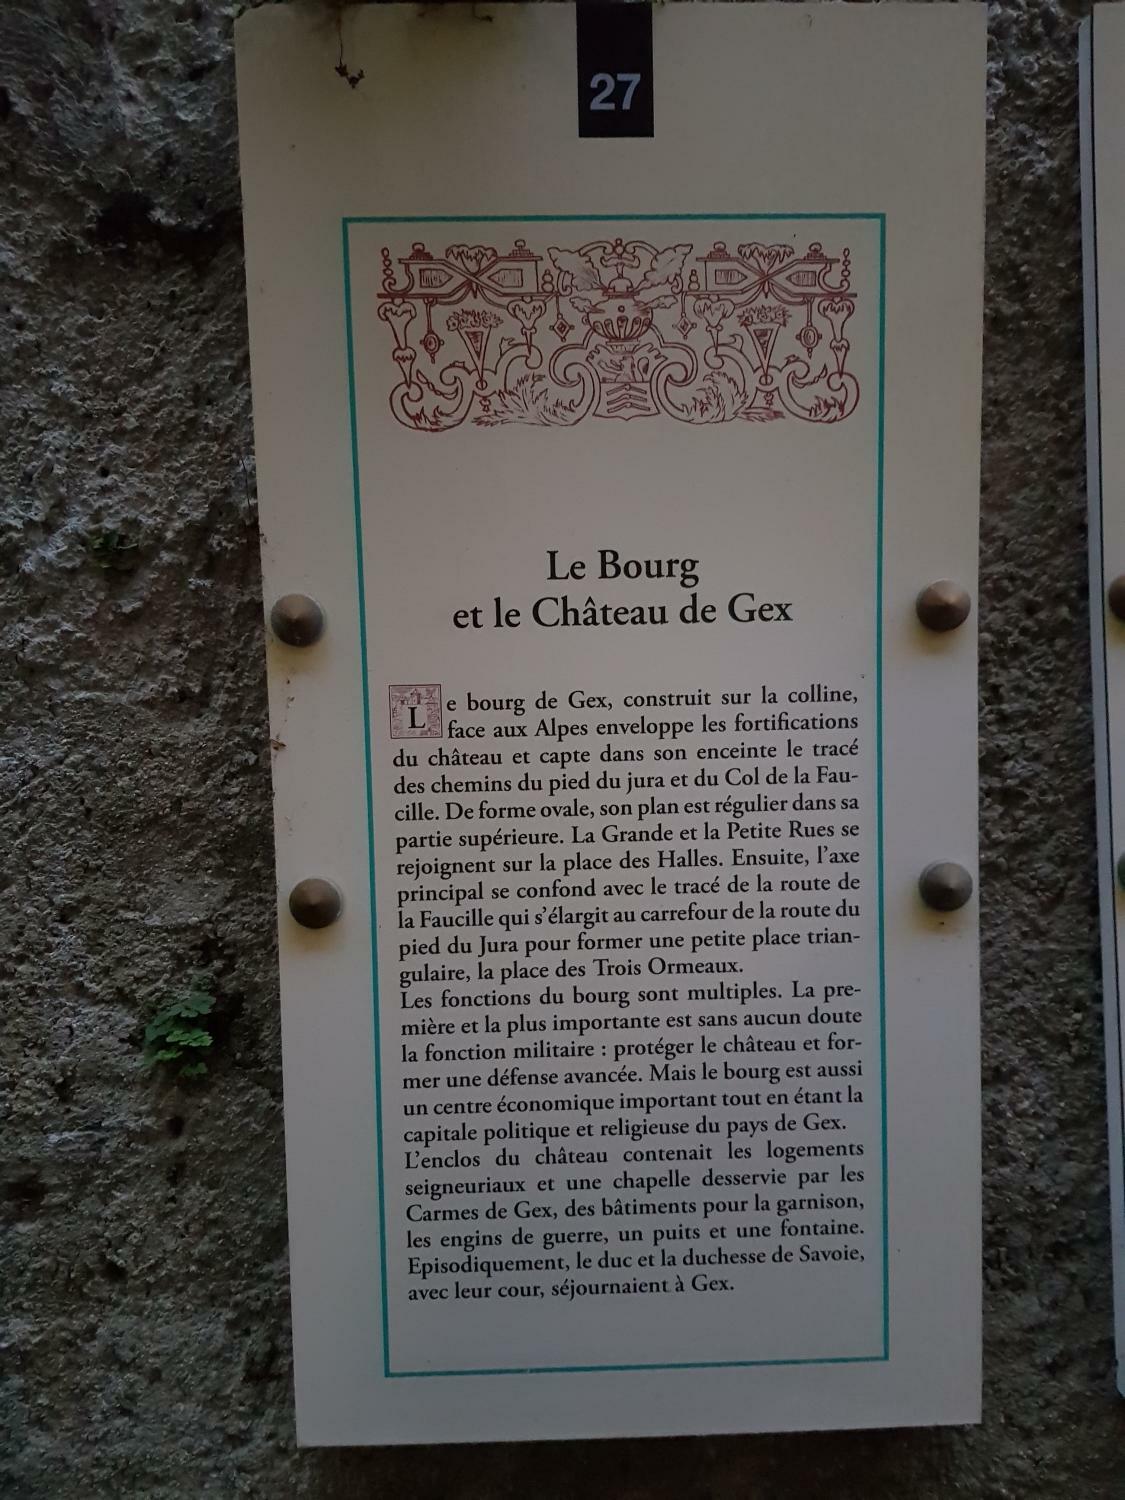 27
Le Bourg
et le Château de Gex
Le bourg de Gex, construit sur la colline,
face aux Alpes enveloppe les fortifications
du château et capte dans son enceinte le tracé
des chemins du pied du jura et du Col de la Fau-
cille. De forme ovale, son plan est régulier dans sa
partie supérieure. La Grande et la Petite Rues se
rejoignent sur la place des Halles. Ensuite, l'axe
principal se confond avec le tracé de la route de
la Faucille qui s'élargit au carrefour de la route du
pied du Jura pour former une petite place trian-
gulaire, la place des Trois Ormeaux.
Les fonctions du bourg sont multiples. La pre-
mière et la plus importante est sans aucun doute
la fonction militaire : protéger le château et for-
mer une défense avancée. Mais le bourg est aussi
un centre économique important tout en étant la
capitale politique et religieuse du pays de Gex.
L'enclos du château contenait les logements
seigneuriaux et une chapelle desservie par les
Carmes de Gex, des bâtiments pour la garnison,
les engins de guerre, un puits et une fontaine.
Episodiquement, le duc et la duchesse de Savoie,
avec leur cour, séjournaient à Gex.